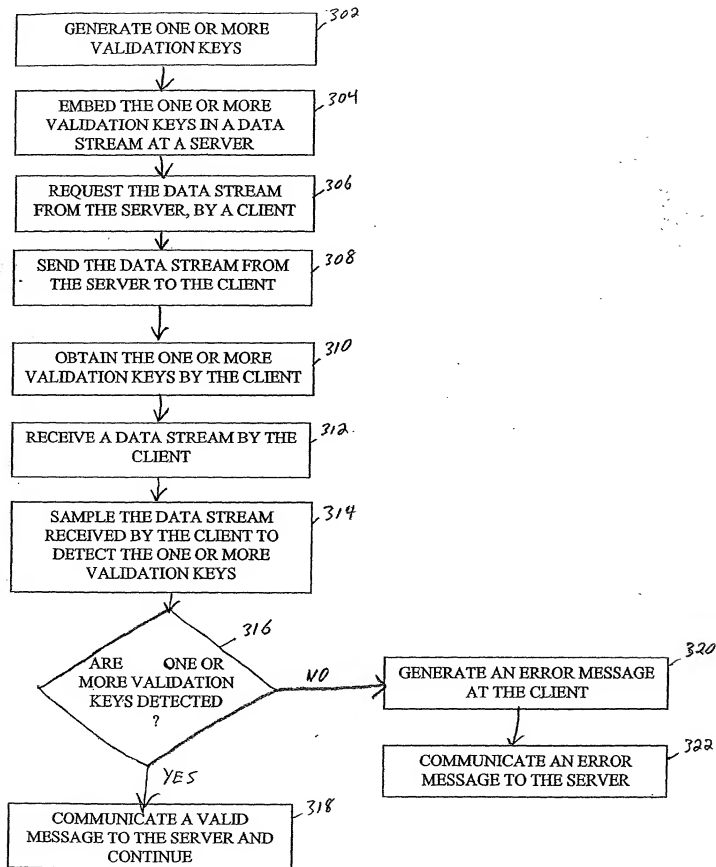 302
GENERATE ONE OR MORE
VALIDATION KEYS
304
EMBED THE ONE OR MORE
VALIDATION KEYS IN A DATA
STREAM AT A SERVER
306
REQUEST THE DATA STREAM
FROM THE SERVER, BY A CLIENT
308
SEND THE DATA STREAM FROM
THE SERVER TO THE CLIENT
310
OBTAIN THE ONE OR MORE
VALIDATION KEYS BY THE CLIENT
312
RECEIVE A DATA STREAM BY THE
CLIENT
314
SAMPLE THE DATA STREAM
RECEIVED BY THE CLIENT TO
DETECT THE ONE OR MORE
VALIDATION KEYS
316
ARE ONE OR
MORE VALIDATION
KEYS DETECTED
?
NO
320
GENERATE AN ERROR MESSAGE
AT THE CLIENT
322
COMMUNICATE AN ERROR
MESSAGE TO THE SERVER
YES
318
COMMUNICATE A VALID
MESSAGE TO THE SERVER AND
CONTINUE